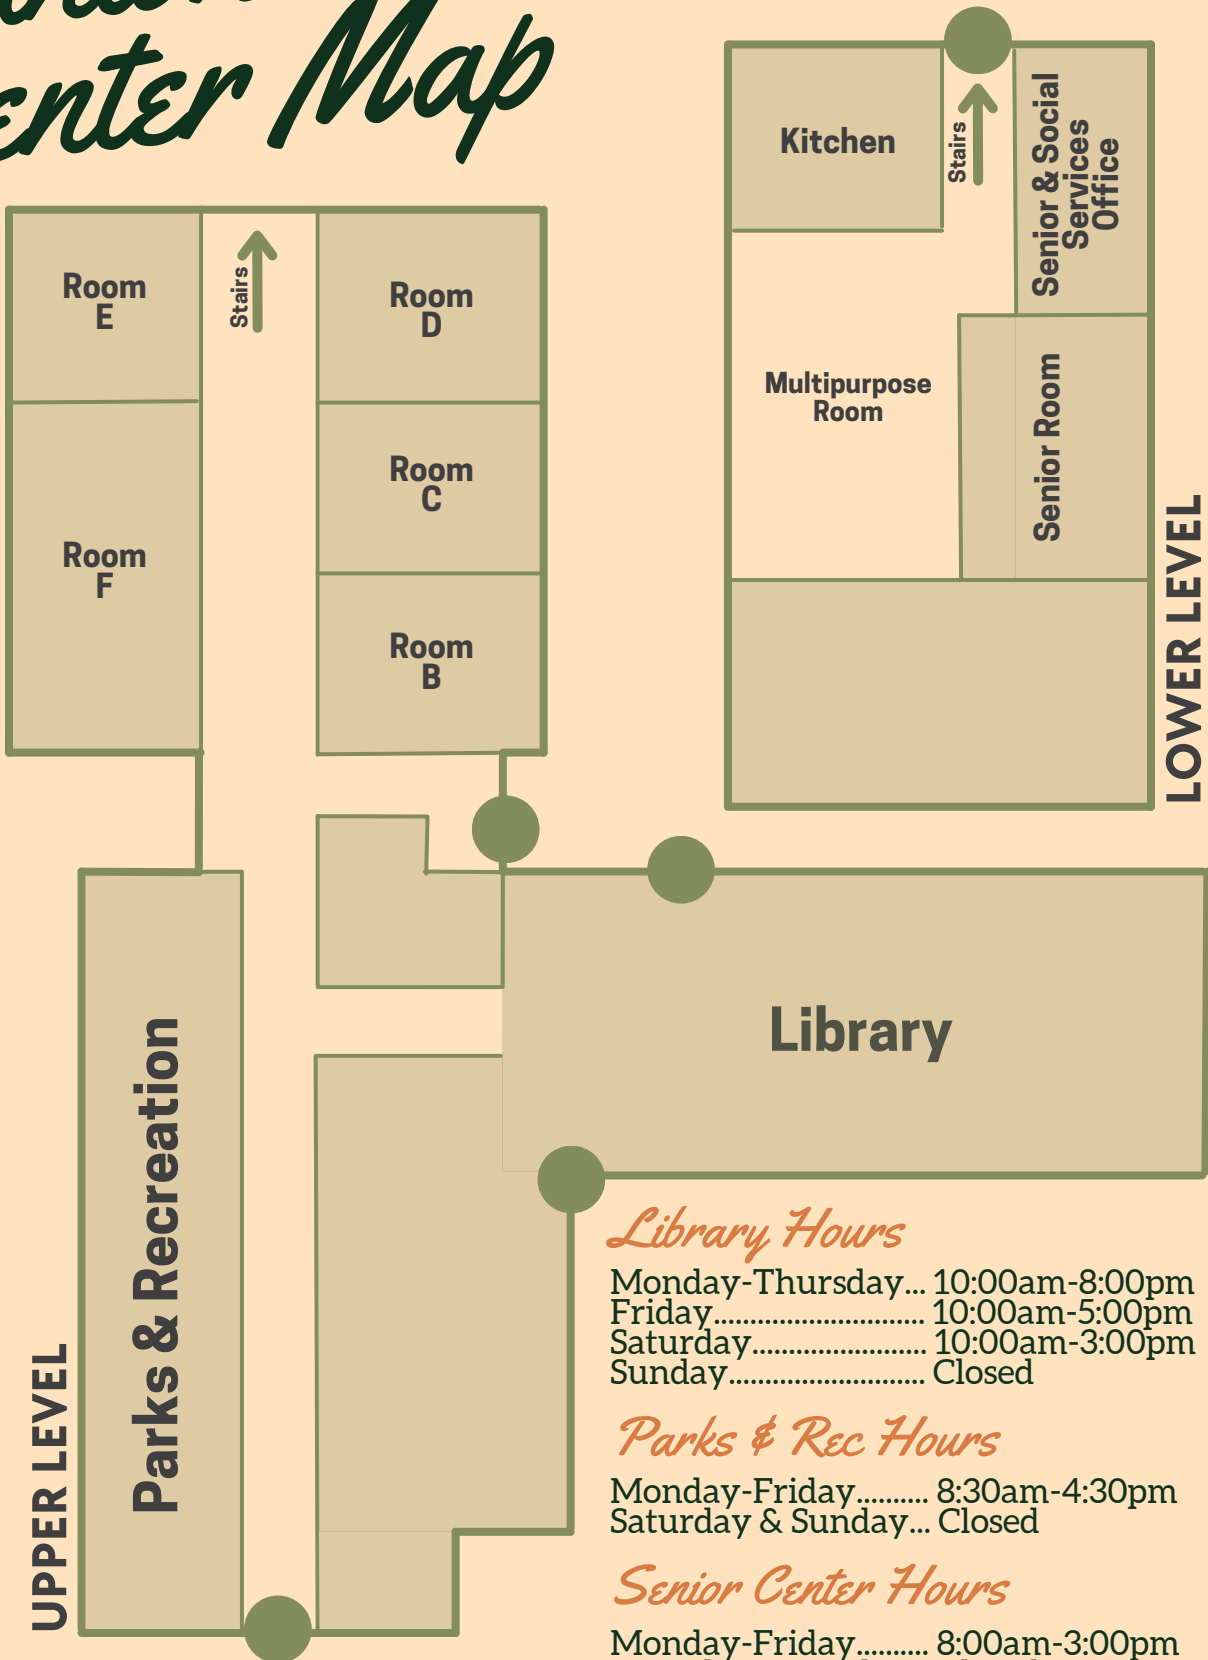 enter Map
Kitchen
Stairs
Senior & Social
Services
Office
Room
E
Stairs
Room
D
Multipurpose
Room
Senior Room
Room
C
Room
F
Room
B
LOWER LEVEL
Library
Parks & Recreation
UPPER LEVEL
Library Hours
Monday-Thursday... 10:00am-8:00pm
Friday............................ 10:00am-5:00pm
Saturday........................ 10:00am-3:00pm
Sunday.......................... Closed
Parks & Rec Hours
Monday-Friday.......... 8:30am-4:30pm
Saturday & Sunday... Closed
Senior Center Hours
Monday-Friday.......... 8:00am-3:00pm